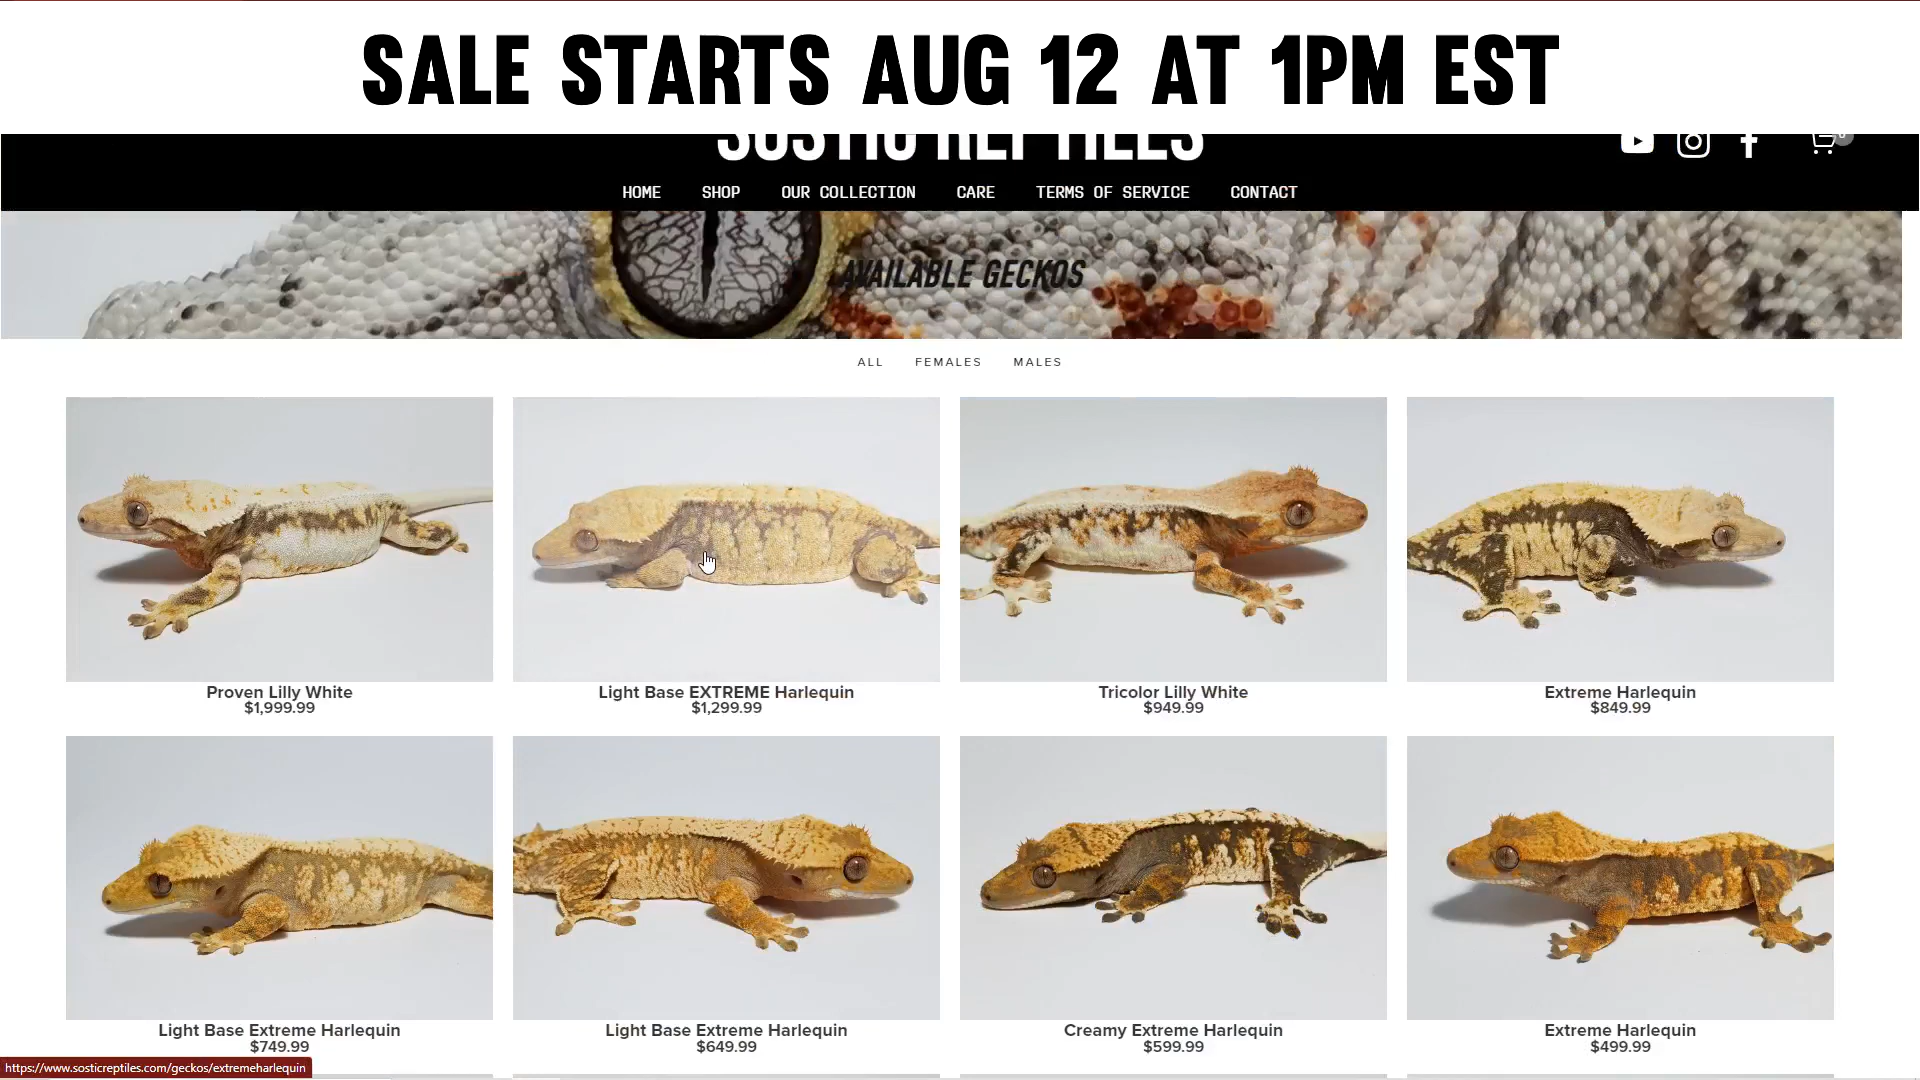 SALE STARTS AUG 12 AT 1PM EST
SOSTIC REPTILES
HOME SHOP OUR COLLECTION CARE TERMS OF SERVICE CONTACT
AVAILABLE GECKOS
ALL FEMALES MALES
Proven Lilly White
$1,999.99
Light Base EXTREME Harlequin
$1,299.99
Tricolor Lilly White
$949.99
Extreme Harlequin
$849.99
Light Base Extreme Harlequin
$749.99
Light Base Extreme Harlequin
$649.99
Creamy Extreme Harlequin
$599.99
Extreme Harlequin
$499.99
https://www.sosticreptiles.com/geckos/extremeharlequin